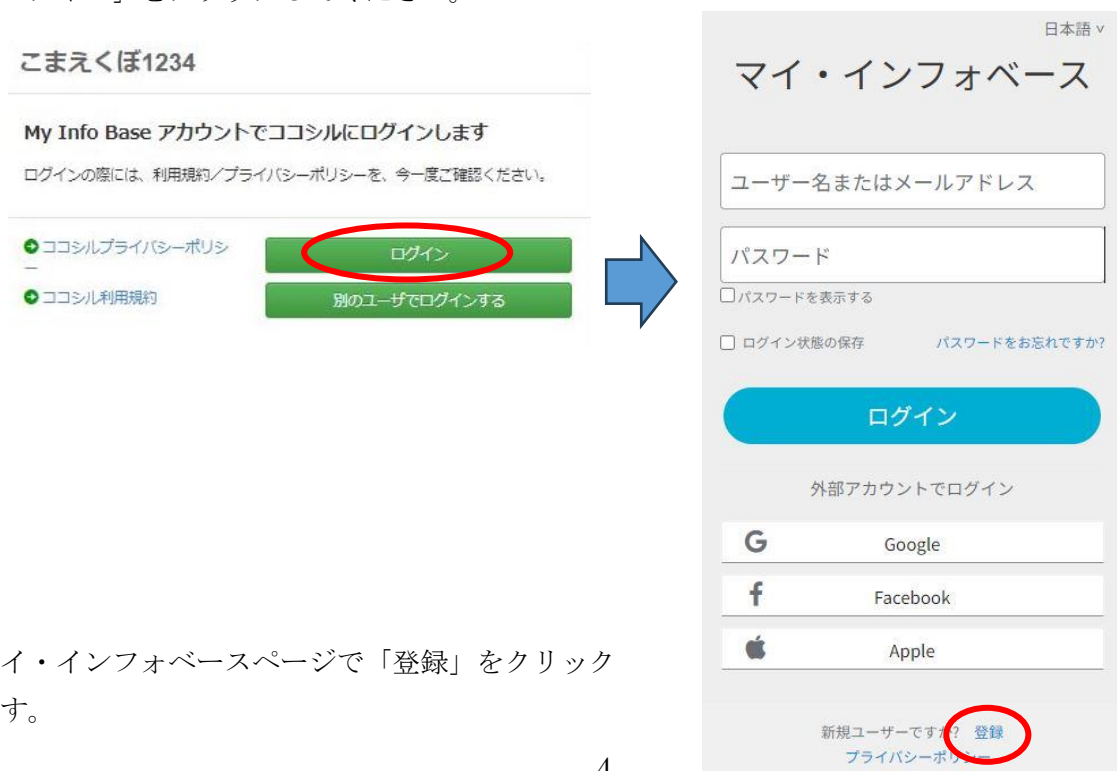 こまえくぼ1234
My Info Base アカウントでココシルにログインします
ログインの際には、利用規約／プライバシーポリシーを、今一度ご確認ください。
ココシルプライバシーポリシ
ー
ログイン
ココシル利用規約
別のユーザでログインする
イ・インフォベースページで「登録」をクリック
す。
日本語 ∨
マイ・インフォベース
ユーザー名またはメールアドレス
パスワード
パスワードを表示する
ログイン状態の保存
パスワードをお忘れですか?
ログイン
外部アカウントでログイン
Google
Facebook
Apple
新規ユーザーですか? 登録
プライバシーポリシー